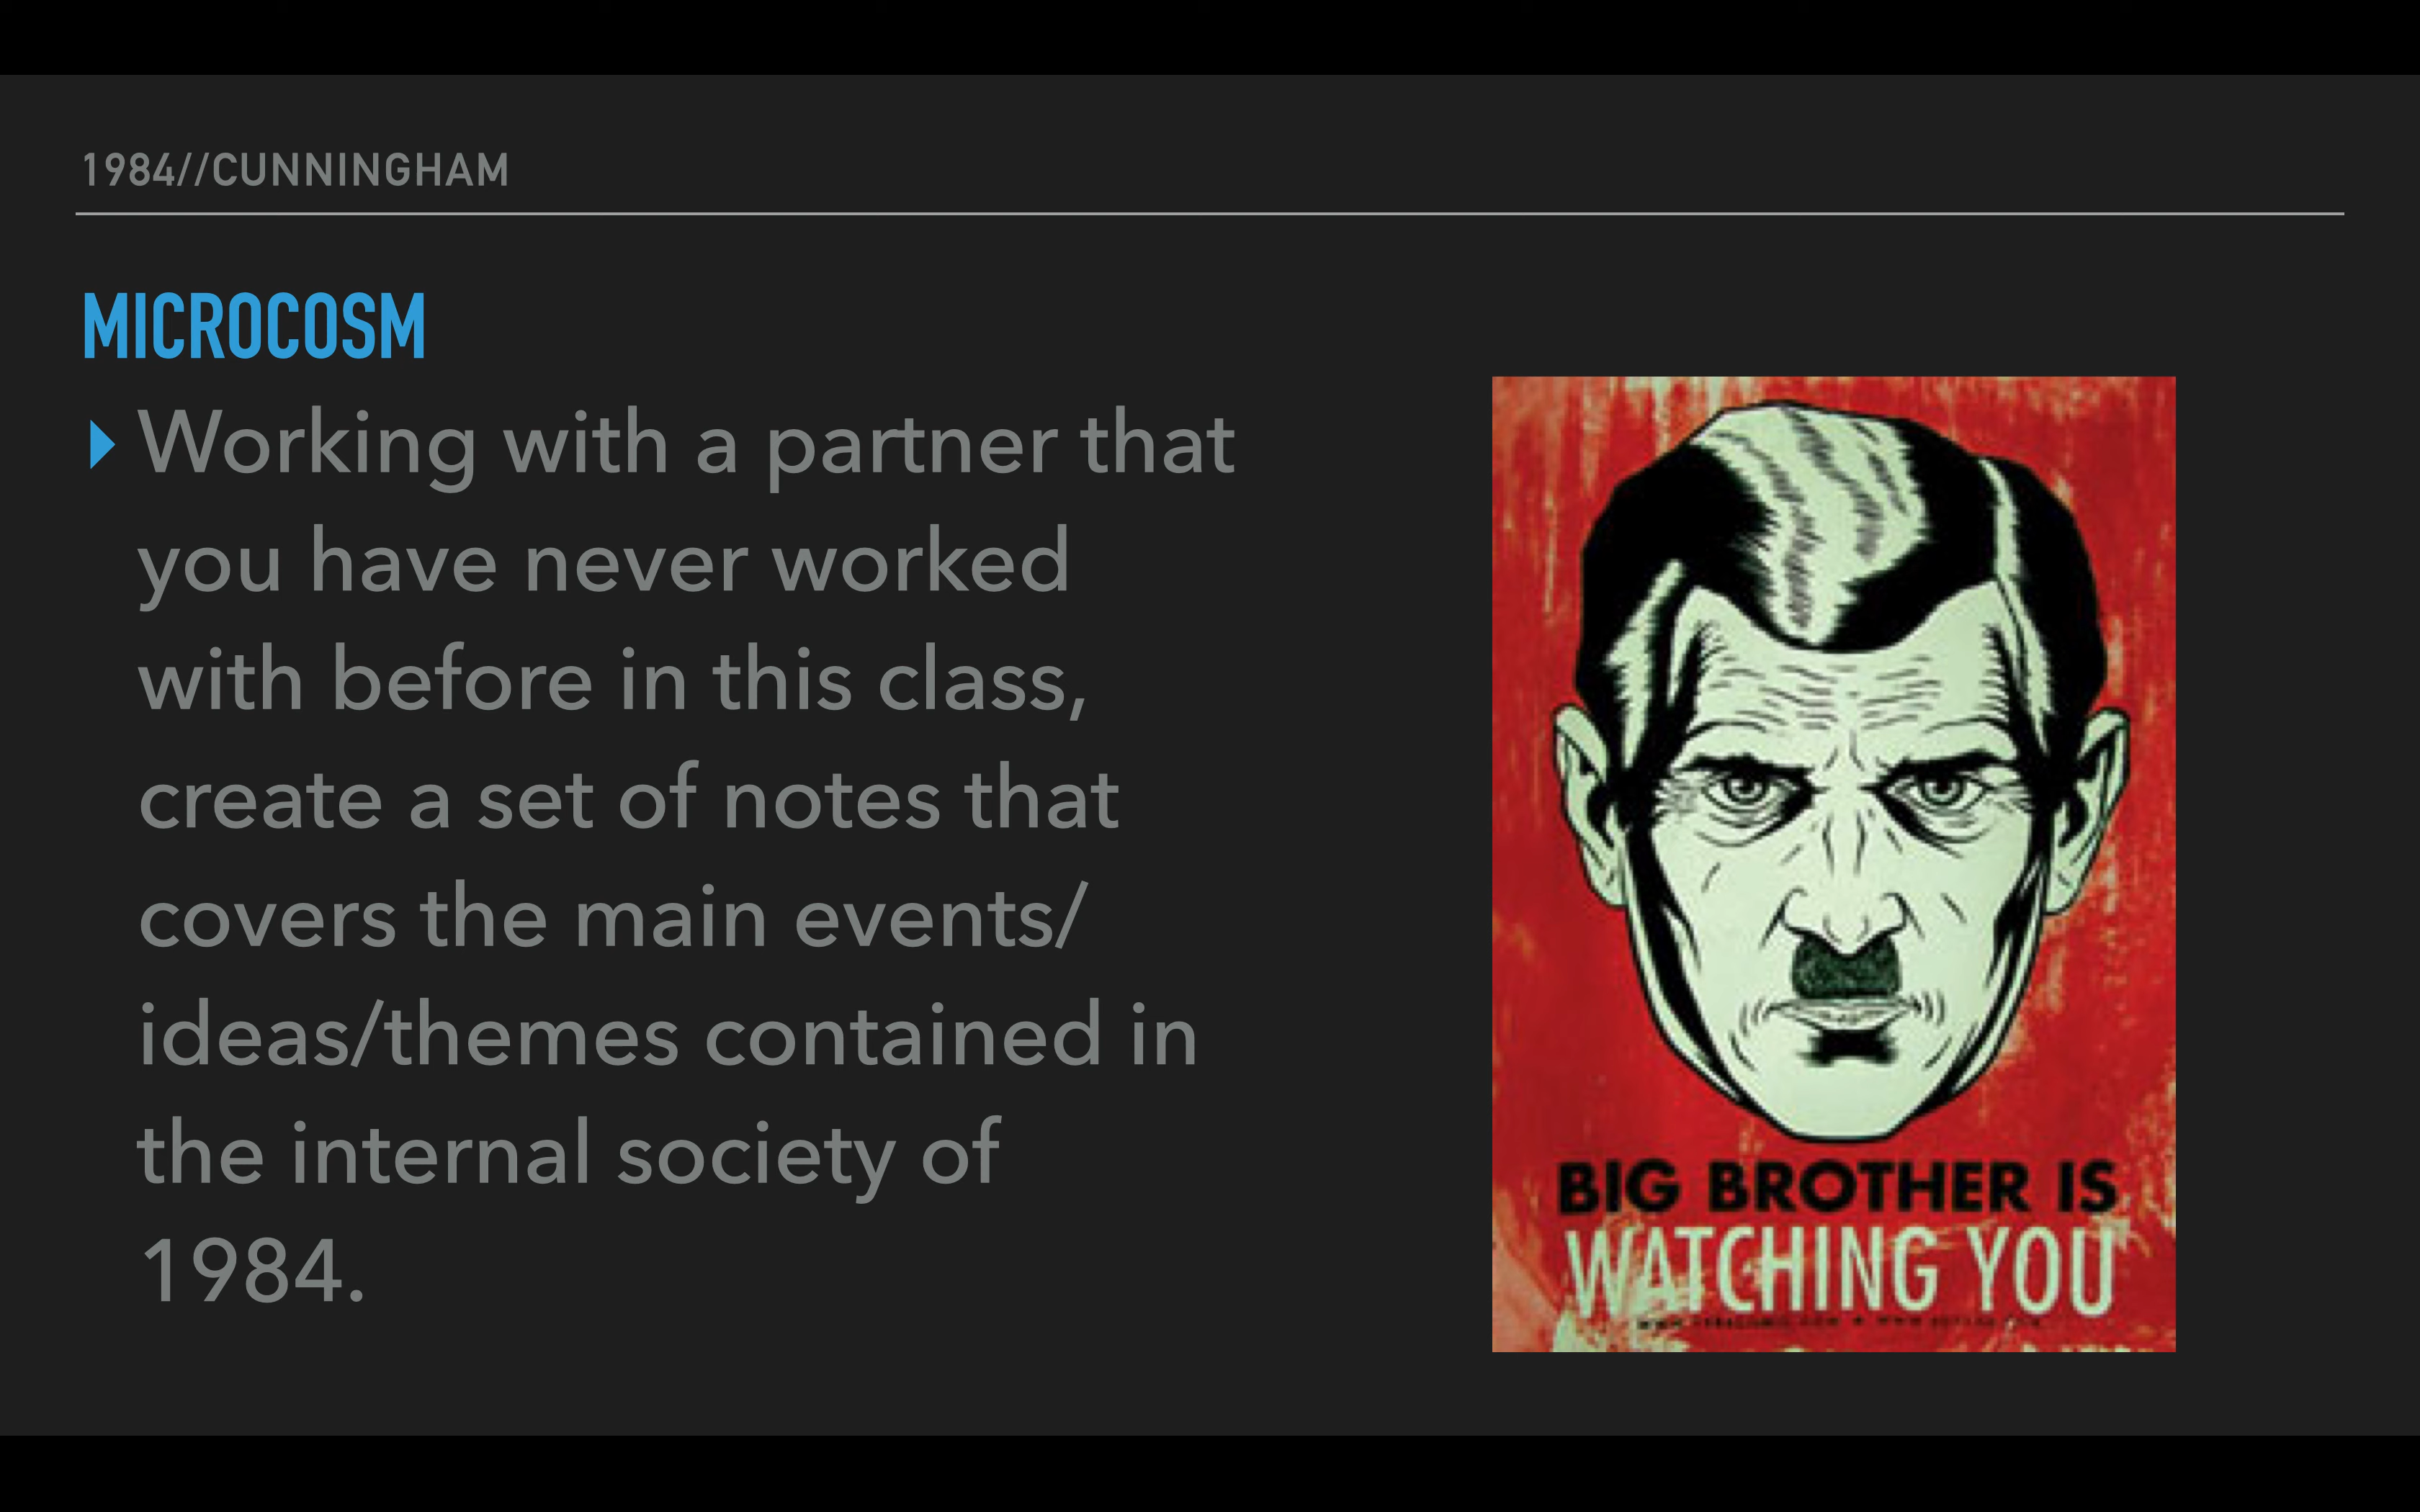 1984//CUNNINGHAM
MICROCOSM
Working with a partner that
you have never worked
with before in this class,
create a set of notes that
covers the main events/
ideas/themes contained in
the internal society of
1984.
BIG BROTHER IS
WATCHING YOU